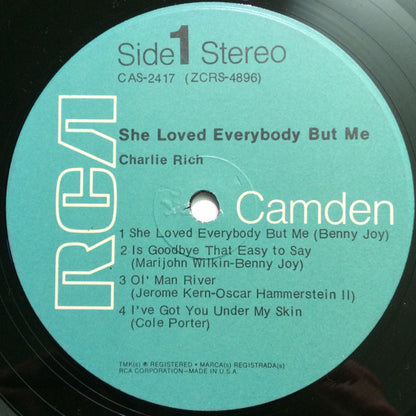 Side 1 Stereo
CAS-2417 (ZCRS-4896)
She Loved Everybody But Me
Charlie Rich
RCA
Camden
1 She Loved Everybody But Me (Benny Joy)
2 Is Goodbye That Easy to Say
(Marijohn Wilkin-Benny Joy)
3 Ol' Man River
(Jerome Kern-Oscar Hammerstein II)
4 I've Got You Under My Skin
(Cole Porter)
TMK(s) ® REGISTERED • MARCA(s) REGISTRADA(s)
RCA CORPORATION—MADE IN U.S.A.